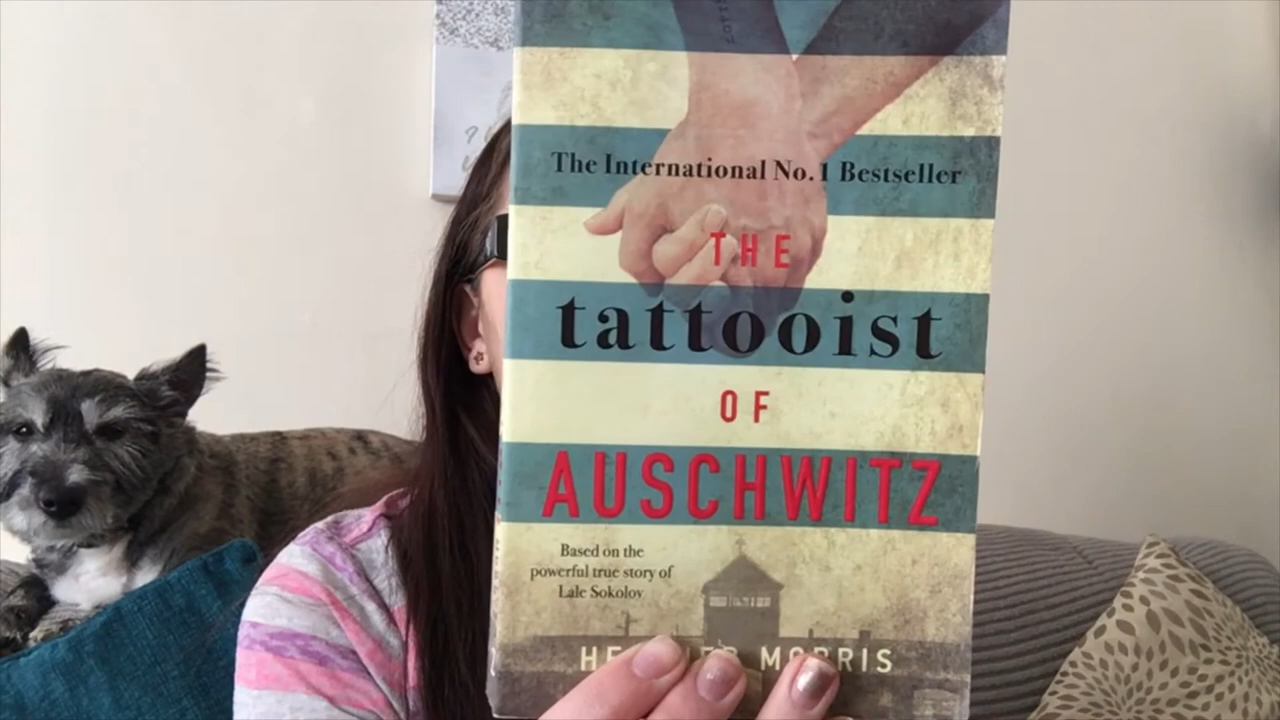 The International No.1 Bestseller
THE
tattooist
OF
AUSCHWITZ
Based on the
powerful true story of
Lale Sokolov
MORRIS